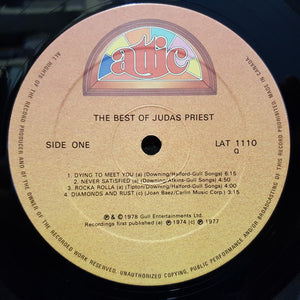 attic
THE BEST OF JUDAS PRIEST
SIDE ONE
LAT 1110
Q
1. DYING TO MEET YOU (a) (Downing/Halford-Gull Songs) 6:15
2. NEVER SATISFIED (a) (Downing/Atkins-Gull Songs) 4:50
3. ROCKA ROLLA (a) (Tipton/Downing/Halford-Gull Songs) 4:00
4. DIAMONDS AND RUST (c) (Joan Baez/Carlin Music Corp.) 3:12
℗ & © 1978 Gull Entertainments Ltd.
Recordings first published (a) ℗ 1974 (c) ℗ 1977
ALL RIGHTS OF THE RECORD PRODUCER AND OF THE OWNER OF THE RECORDED WORK RESERVED. UNAUTHORIZED COPYING, PUBLIC PERFORMANCE AND/OR BROADCASTING OF THIS RECORD PROHIBITED
MADE IN CANADA